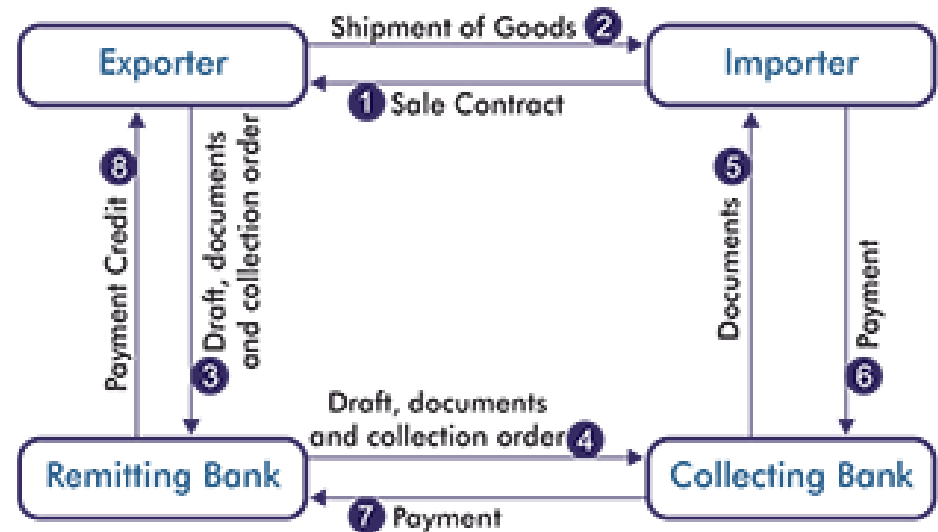 Shipment of Goods 2
Exporter
Importer
1 Sale Contract
8
Payment Credit
Draft, documents
and collection order
3
5
Documents
Payment
6
Draft, documents
and collection order 4
Remitting Bank
Collecting Bank
7 Payment